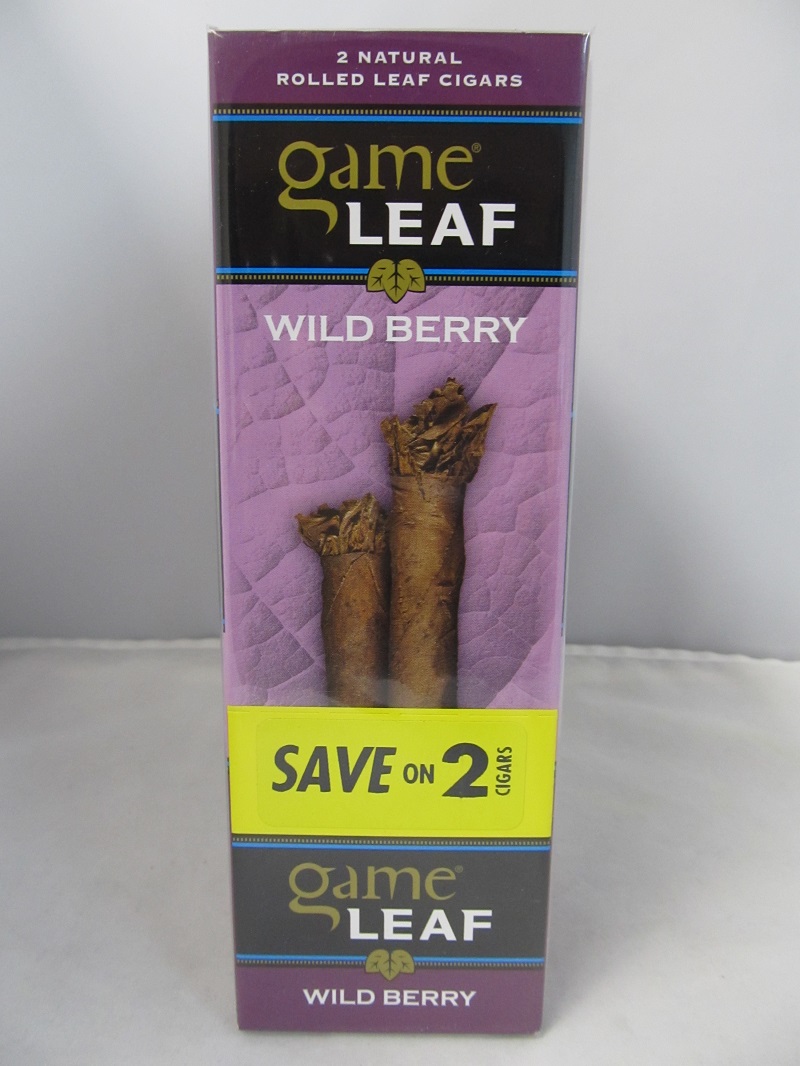 2 NATURAL
ROLLED LEAF CIGARS
game®
LEAF
WILD BERRY
SAVE ON 2 CIGARS
game®
LEAF
WILD BERRY